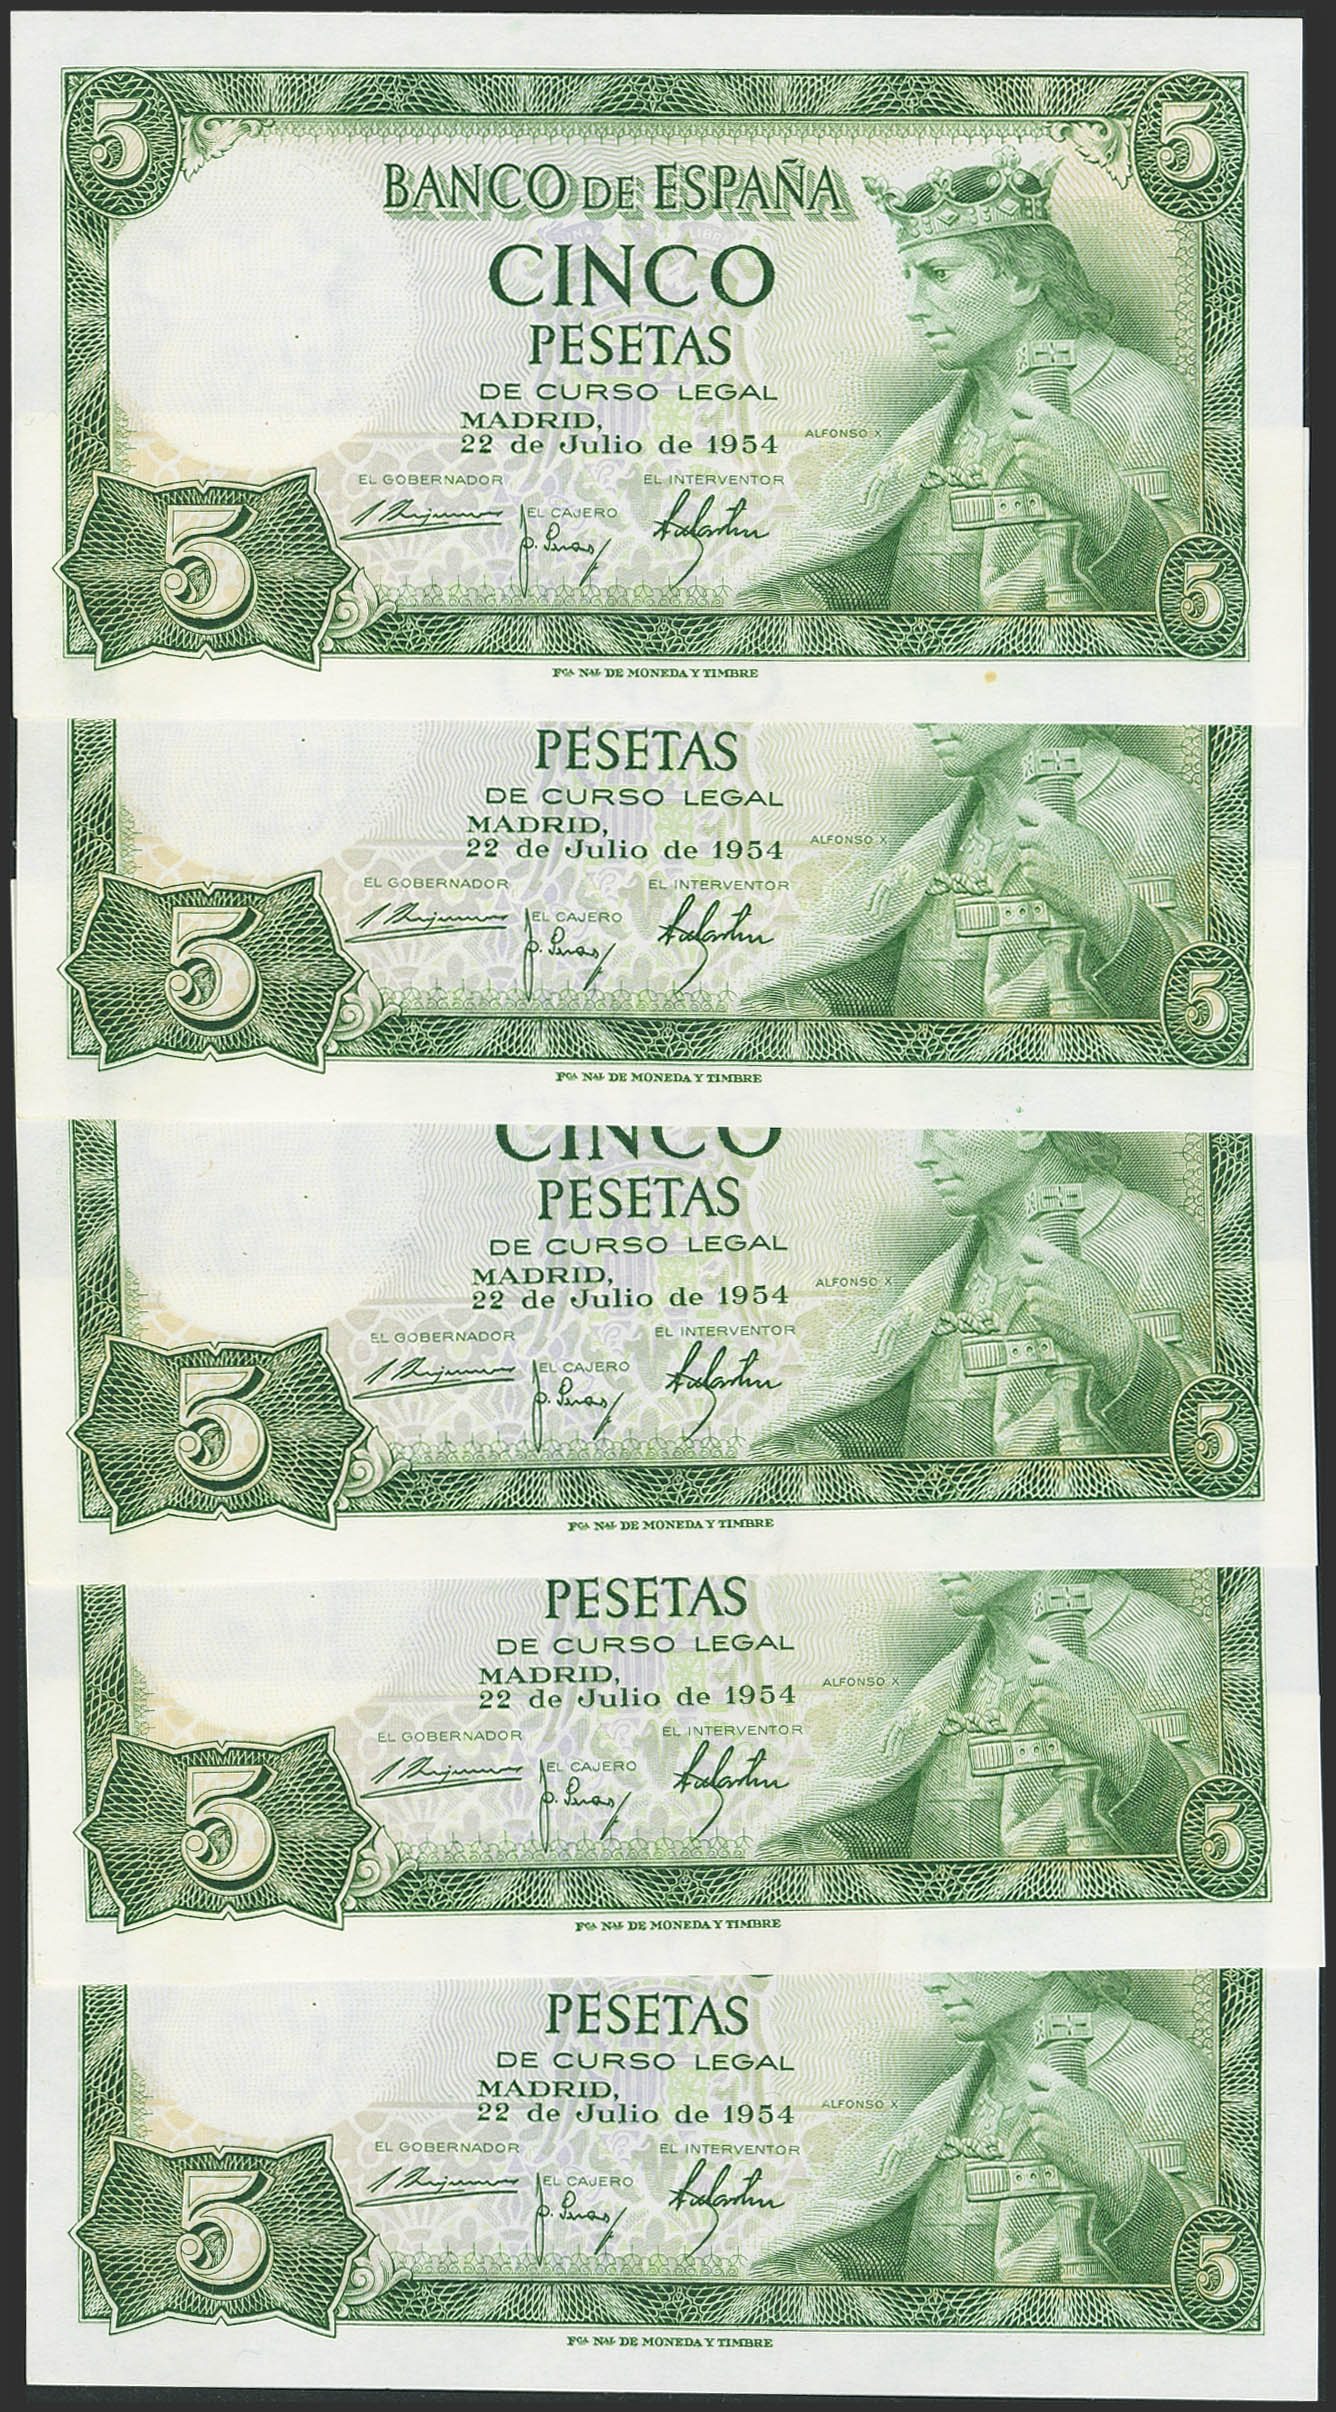 5 5
BANCO DE ESPAÑA
CINCO
PESETAS
DE CURSO LEGAL
MADRID,
22 de Julio de 1954
ALFONSO X
EL GOBERNADOR EL INTERVENTOR
EL CAJERO
5 5
FCA NAL DE MONEDA Y TIMBRE
PESETAS
DE CURSO LEGAL
MADRID,
22 de Julio de 1954
ALFONSO X
EL GOBERNADOR EL INTERVENTOR
EL CAJERO
5 5
FCA NAL DE MONEDA Y TIMBRE
CINCO
PESETAS
DE CURSO LEGAL
MADRID,
22 de Julio de 1954
ALFONSO X
EL GOBERNADOR EL INTERVENTOR
EL CAJERO
5 5
FCA NAL DE MONEDA Y TIMBRE
PESETAS
DE CURSO LEGAL
MADRID,
22 de Julio de 1954
ALFONSO X
EL GOBERNADOR EL INTERVENTOR
EL CAJERO
5 5
FCA NAL DE MONEDA Y TIMBRE
PESETAS
DE CURSO LEGAL
MADRID,
22 de Julio de 1954
ALFONSO X
EL GOBERNADOR EL INTERVENTOR
EL CAJERO
5 5
FCA NAL DE MONEDA Y TIMBRE